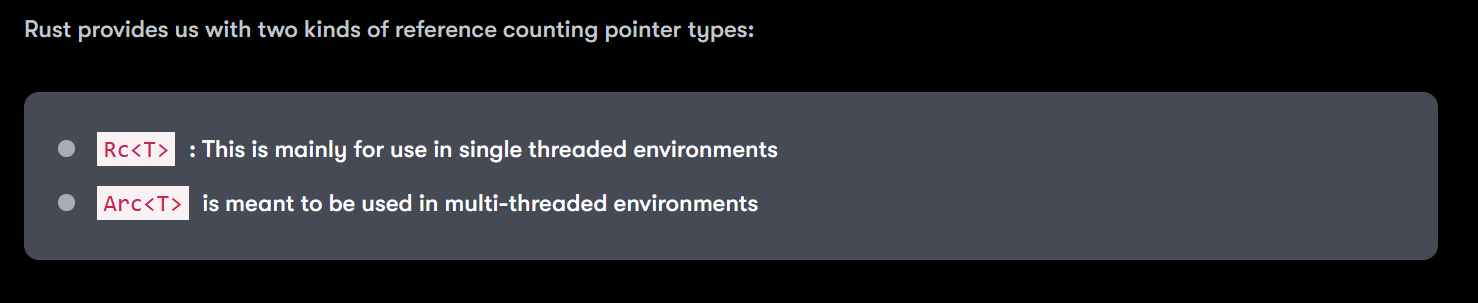 Rust provides us with two kinds of reference counting pointer types:
Rc<T> : This is mainly for use in single threaded environments
Arc<T> is meant to be used in multi-threaded environments